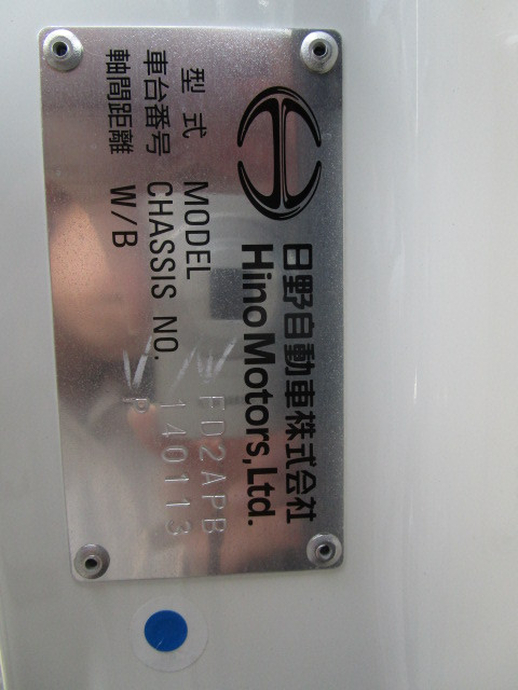 日野自動車株式会社
Hino Motors, Ltd.
型式 MODEL FD2APB
車台番号 CHASSIS NO. 140113
軸間距離 W/B P